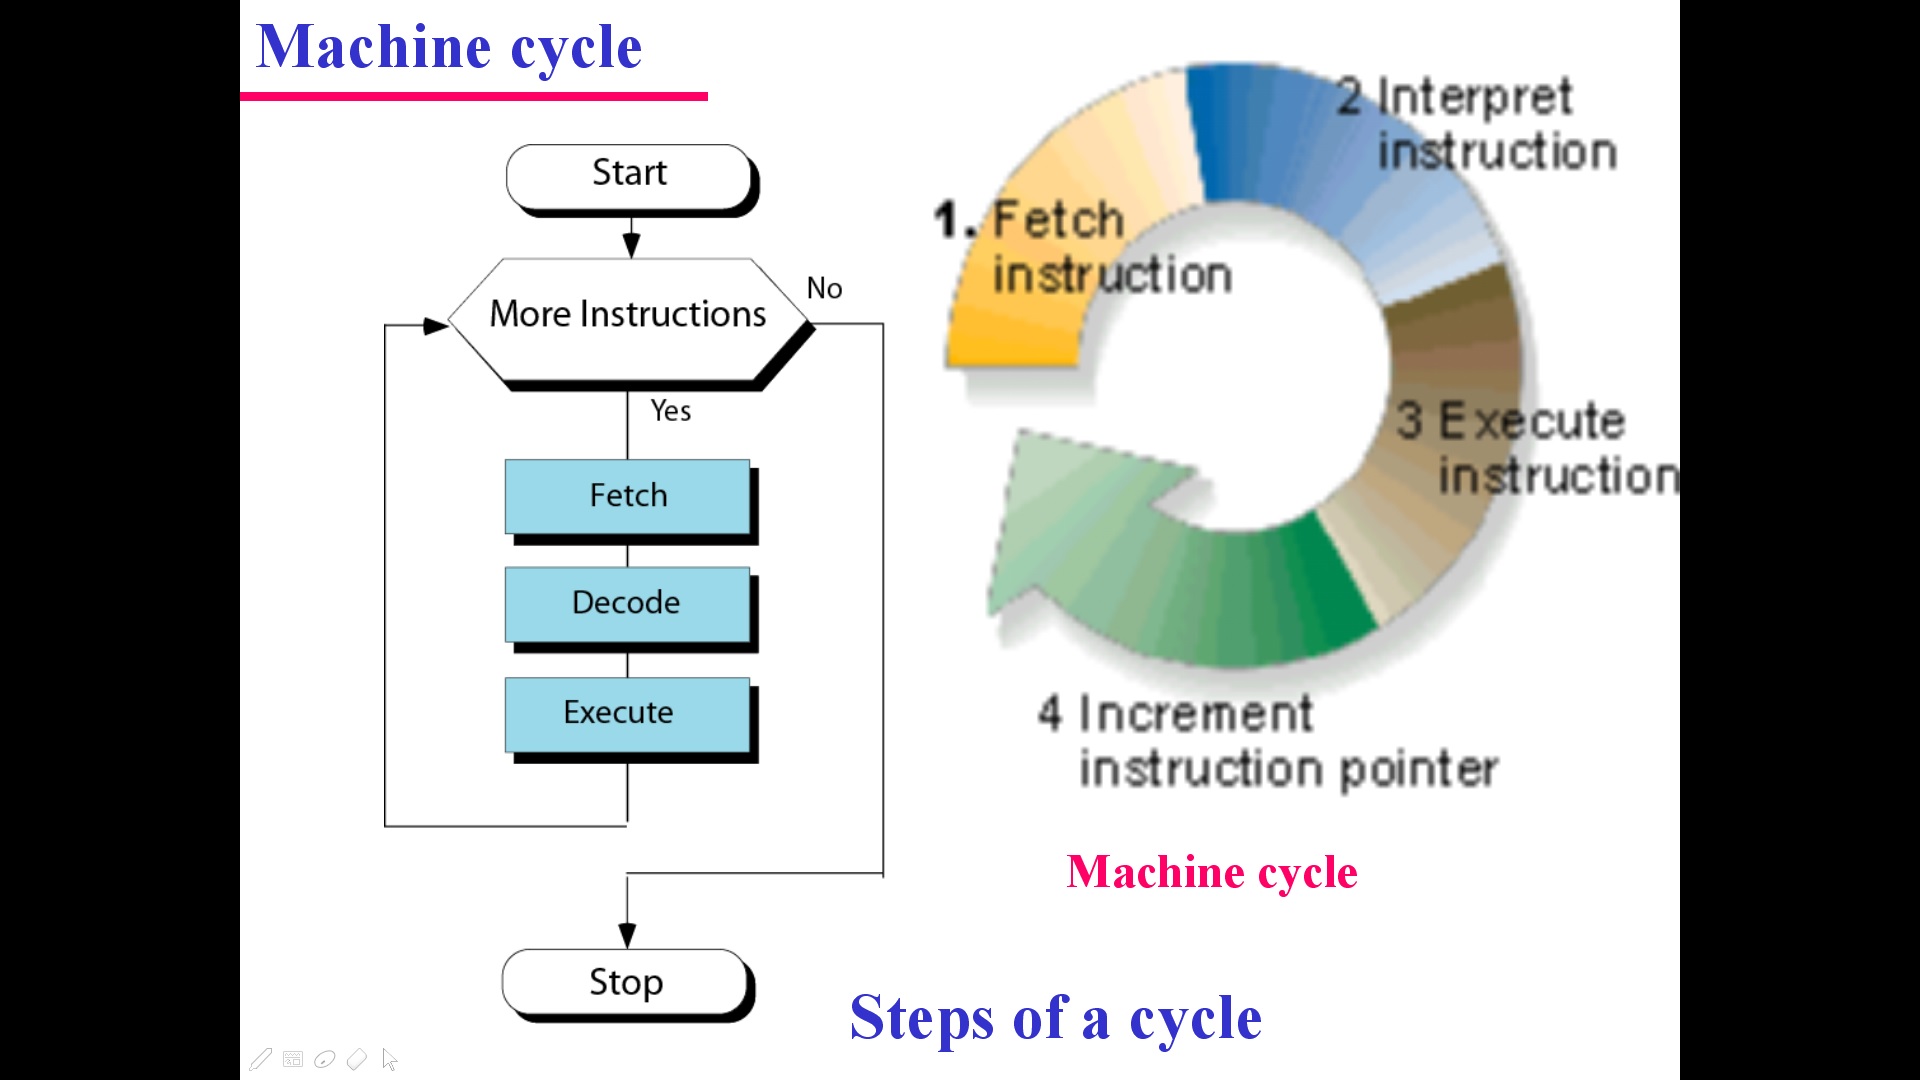 Machine cycle
Start
More Instructions
No
Yes
Fetch
Decode
Execute
Stop
1. Fetch
instruction
2 Interpret
instruction
3 Execute
instruction
4 Increment
instruction pointer
Machine cycle
Steps of a cycle